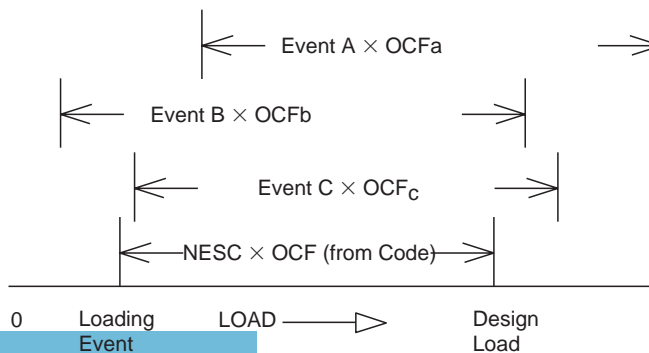 Event A × OCFa
Event B × OCFb
Event C × OCFc
NESC × OCF (from Code)
0 Loading LOAD Design
Event Load